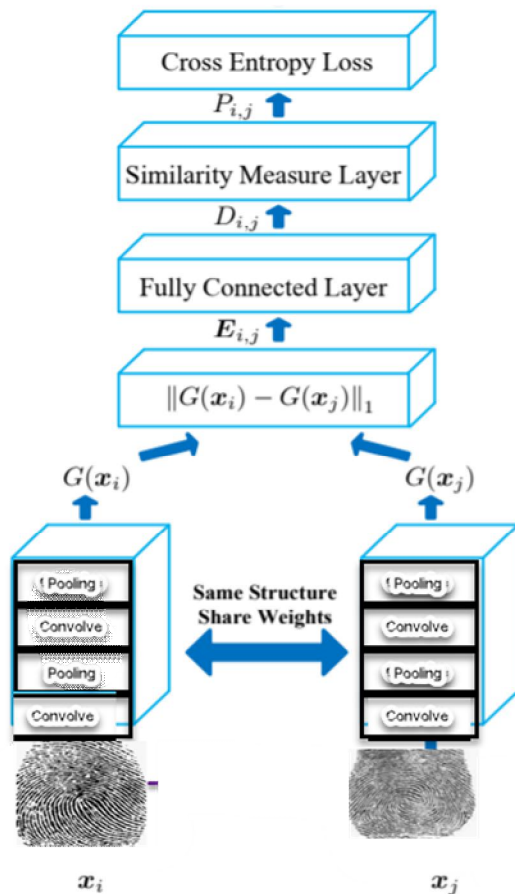 Cross Entropy Loss
P_{i,j}
Similarity Measure Layer
D_{i,j}
Fully Connected Layer
E_{i,j}
‖G(x_i) − G(x_j)‖_1
G(x_i) G(x_j)
Pooling Pooling
Convolve Convolve
Pooling Pooling
Convolve Convolve
Same Structure
Share Weights
x_i x_j